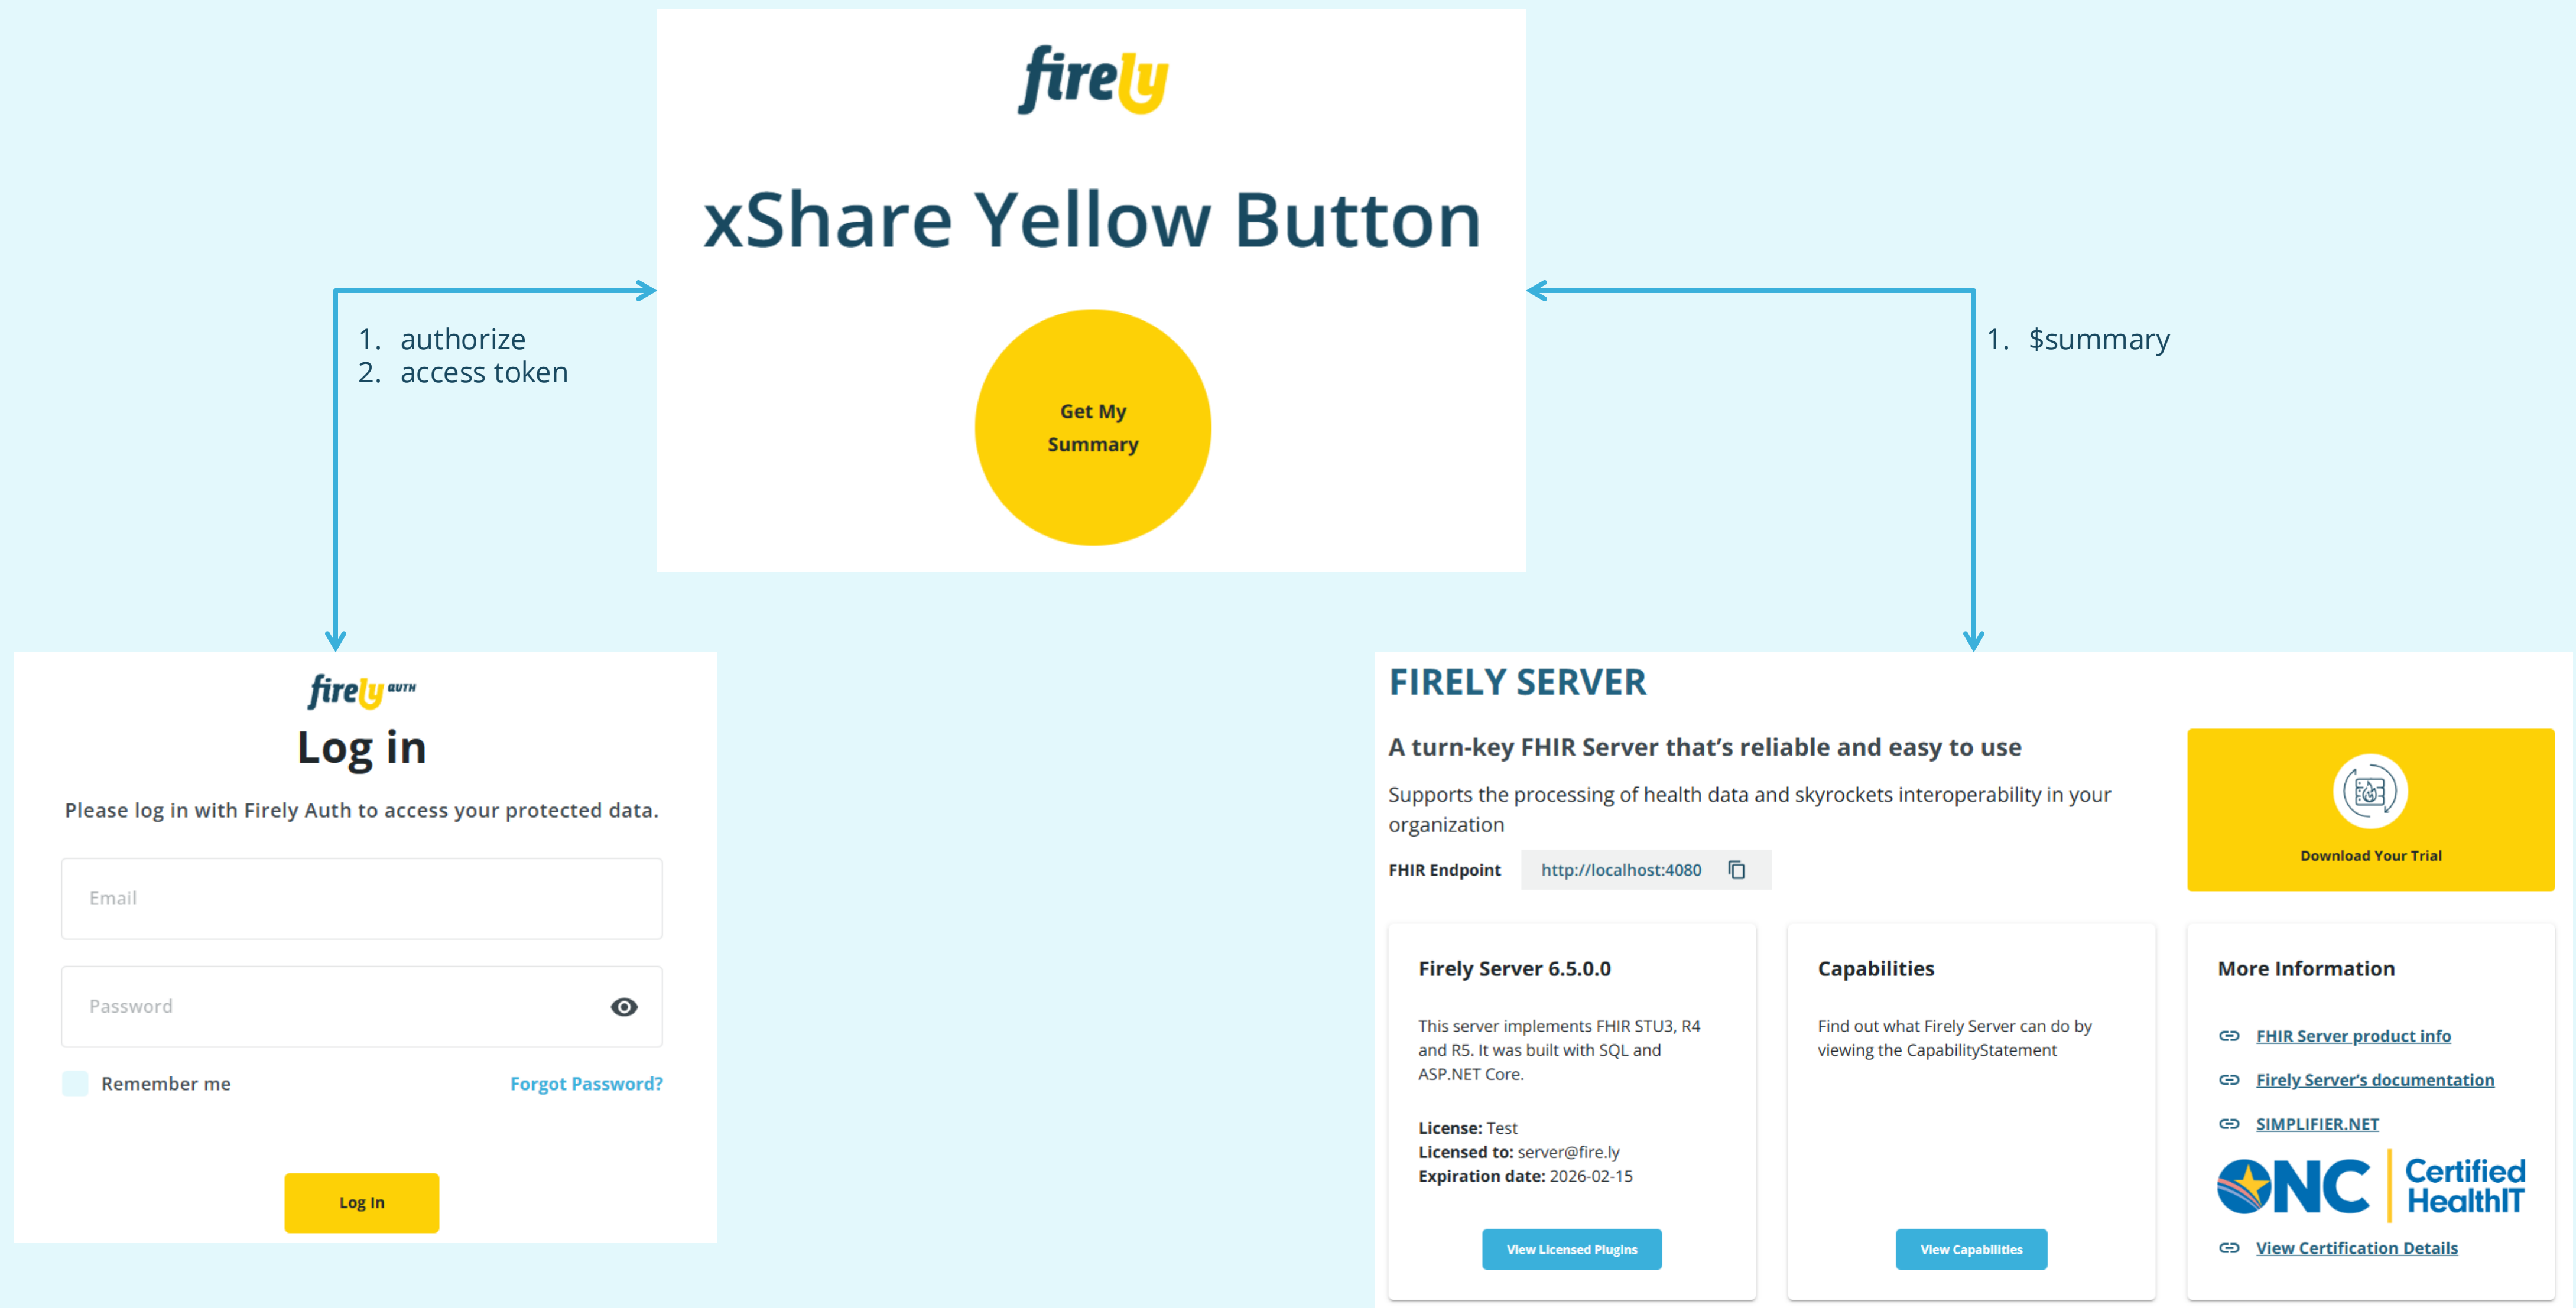 firely
xShare Yellow Button
Get My
Summary
1. authorize
2. access token
1. $summary
firely AUTH
Log in
Please log in with Firely Auth to access your protected data.
Email
Password
Remember me
Forgot Password?
Log In
FIRELY SERVER
A turn-key FHIR Server that’s reliable and easy to use
Supports the processing of health data and skyrockets interoperability in your
organization
FHIR Endpoint http://localhost:4080
Download Your Trial
Firely Server 6.5.0.0
This server implements FHIR STU3, R4
and R5. It was built with SQL and
ASP.NET Core.
License: Test
Licensed to: server@fire.ly
Expiration date: 2026-02-15
View Licensed Plugins
Capabilities
Find out what Firely Server can do by
viewing the CapabilityStatement
View Capabilities
More Information
FHIR Server product info
Firely Server’s documentation
SIMPLIFIER.NET
ONC Certified
HealthIT
View Certification Details